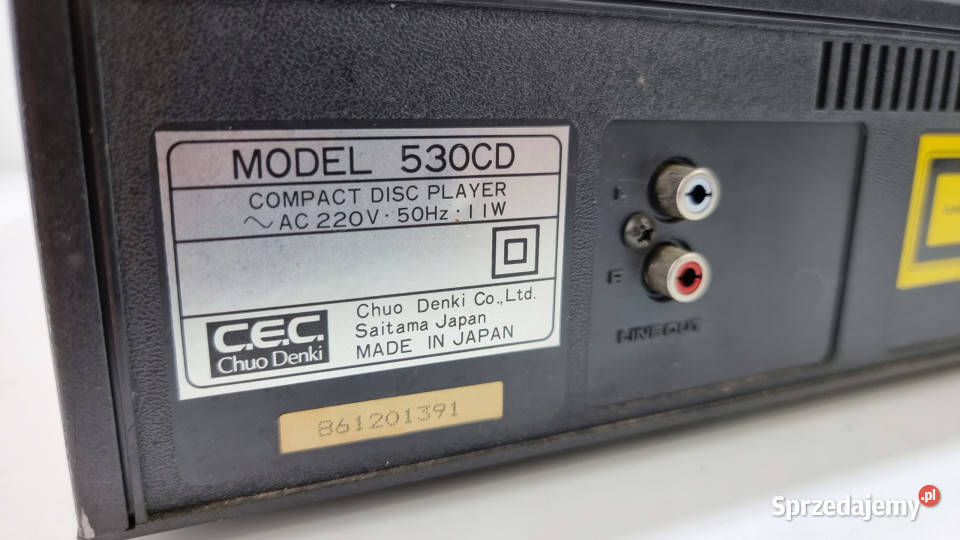 MODEL 530CD
COMPACT DISC PLAYER
~ AC 220V · 50Hz : 11W
C.E.C.
Chuo Denki
Chuo Denki Co., Ltd.
Saitama Japan
MADE IN JAPAN
861201391
L
R
LINE OUT
Sprzedajemy.pl